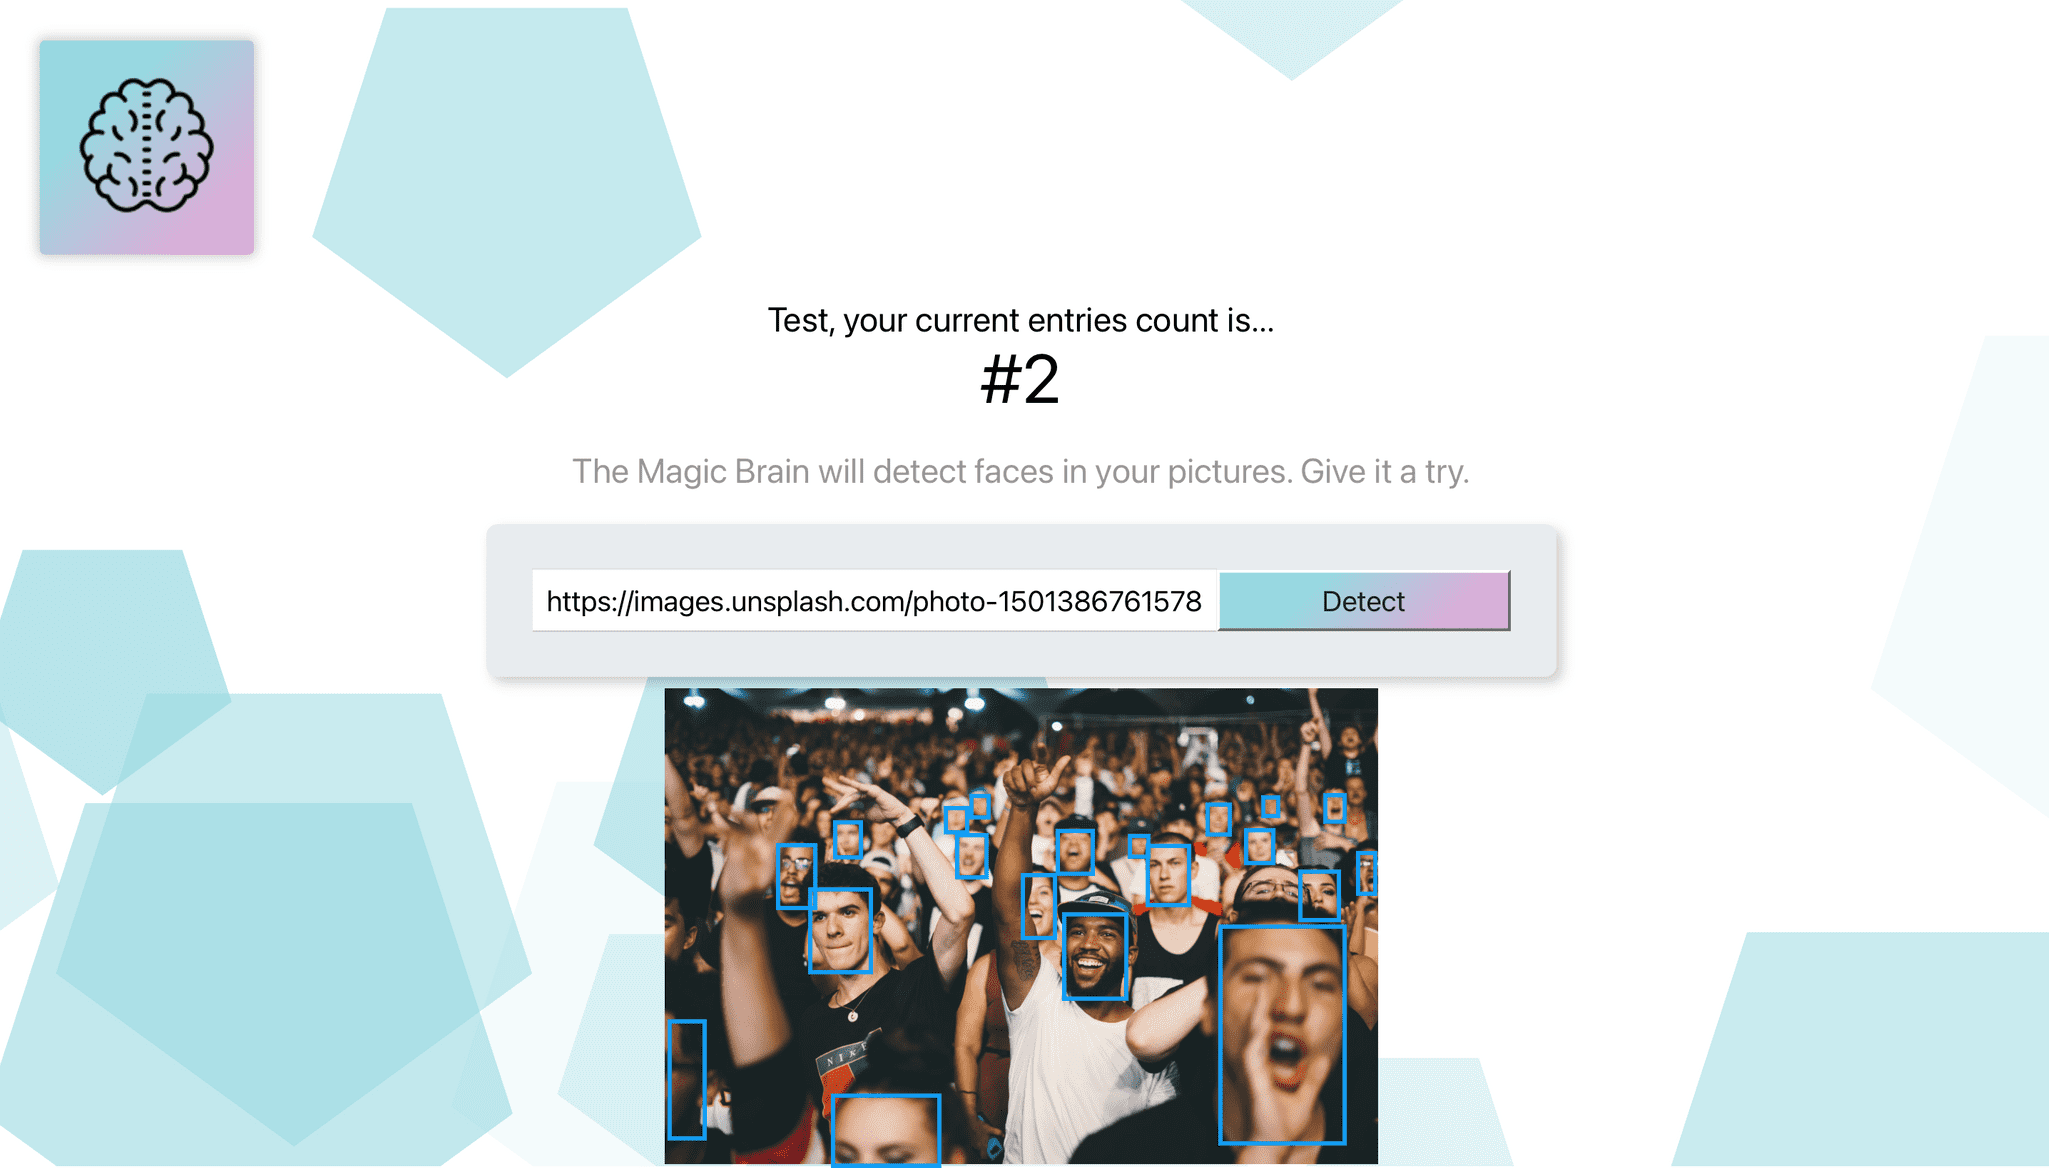 Test, your current entries count is...
#2
The Magic Brain will detect faces in your pictures. Give it a try.
https://images.unsplash.com/photo-1501386761578
Detect
NIKE